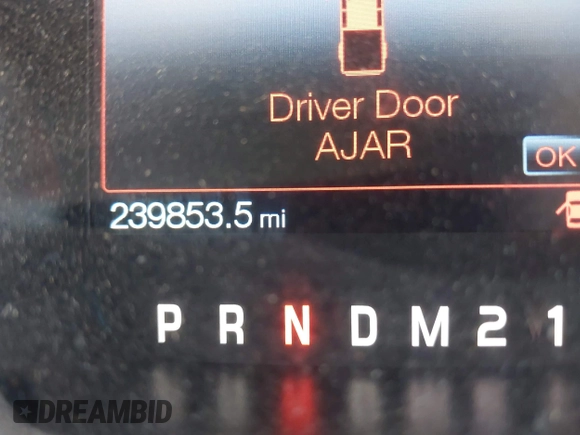 Driver Door
AJAR
OK
239853.5 mi
P R N D M 2 1
DREAMBID